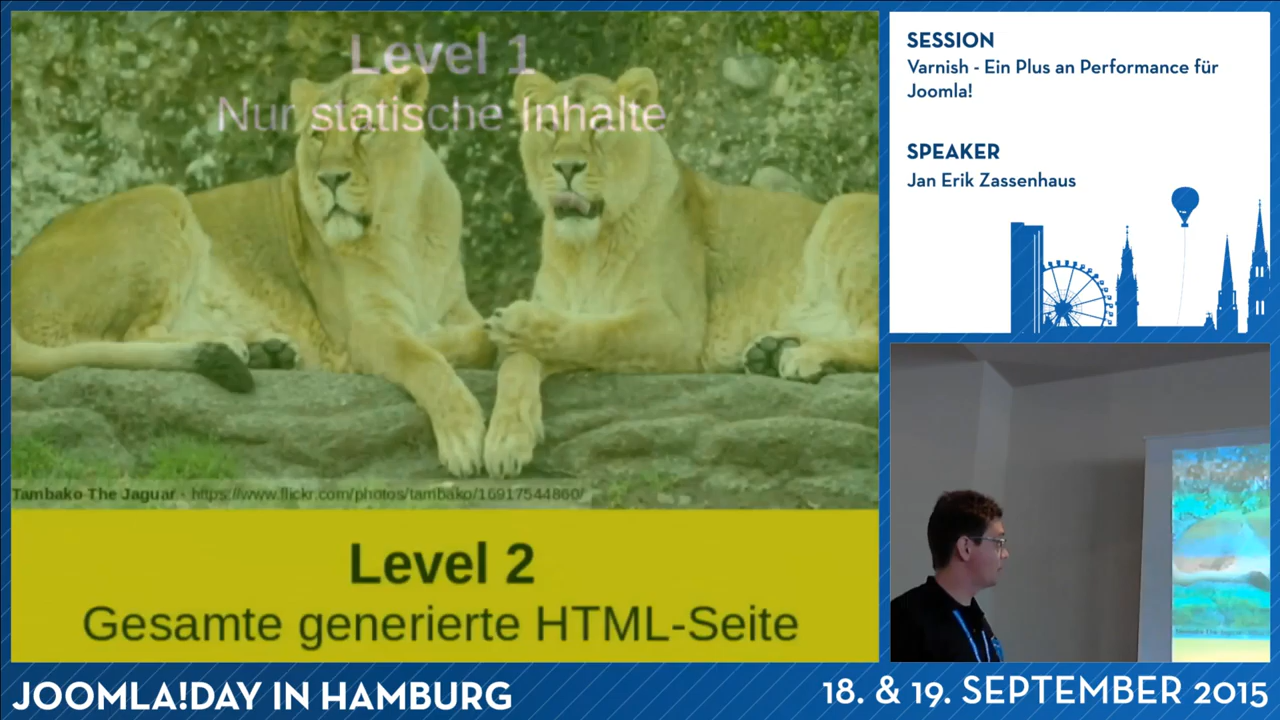 Level 1
Nur statische Inhalte
Tambako The Jaguar - https://www.flickr.com/photos/tambako/16917544860/
Level 2
Gesamte generierte HTML-Seite
SESSION
Varnish - Ein Plus an Performance für
Joomla!
SPEAKER
Jan Erik Zassenhaus
JOOMLA!DAY IN HAMBURG
18. & 19. SEPTEMBER 2015